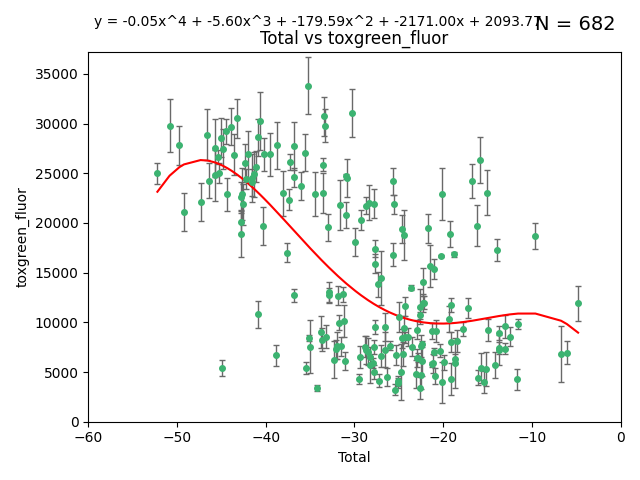 y = -0.05x^4 + -5.60x^3 + -179.59x^2 + -2171.00x + 2093.77
N = 682
Total vs toxgreen_fluor
35000
30000
25000
20000
15000
10000
5000
0
toxgreen_fluor
−60 −50 −40 −30 −20 −10 0
Total